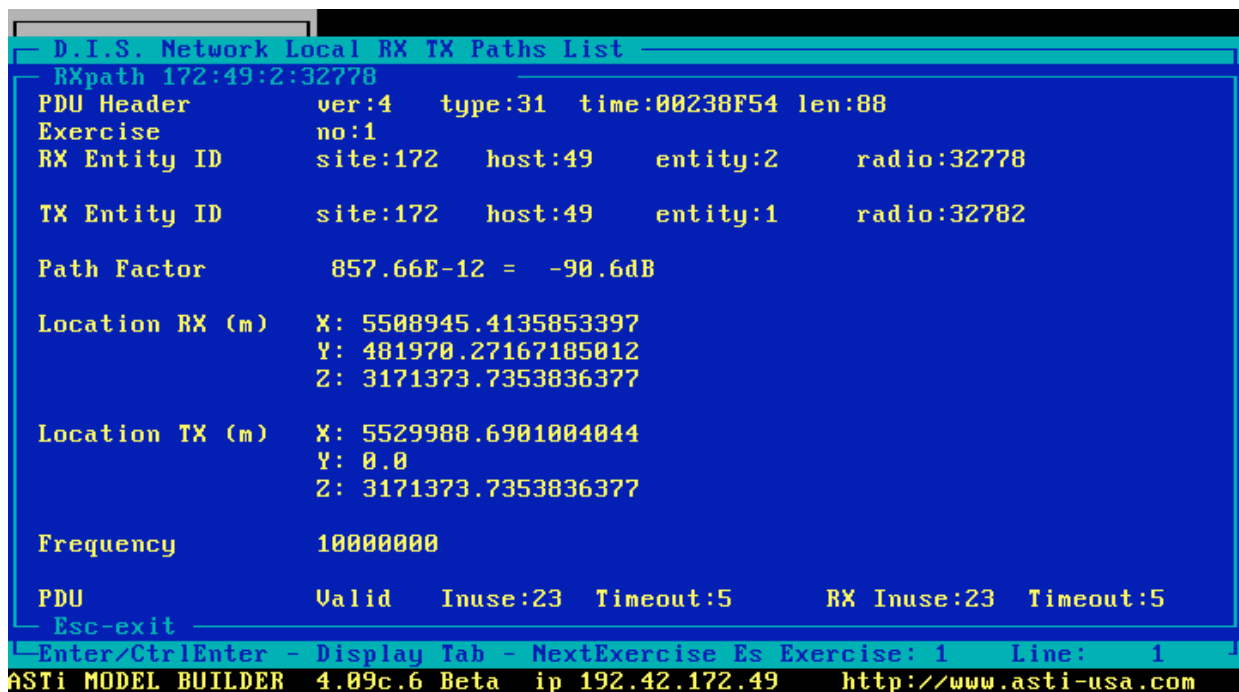 D.I.S. Network Local RX TX Paths List
RXpath 172:49:2:32778
PDU Header ver:4 type:31 time:00238F54 len:88
Exercise no:1
RX Entity ID site:172 host:49 entity:2 radio:32778
TX Entity ID site:172 host:49 entity:1 radio:32782
Path Factor 857.66E-12 = -90.6dB
Location RX (m) X: 5508945.4135853397
Y: 481970.27167185012
Z: 3171373.7353836377
Location TX (m) X: 5529988.6901004044
Y: 0.0
Z: 3171373.7353836377
Frequency 10000000
PDU Valid Inuse:23 Timeout:5 RX Inuse:23 Timeout:5
Esc-exit
Enter/CtrlEnter - Display Tab - NextExercise Es Exercise: 1 Line: 1
ASTi MODEL BUILDER 4.09c.6 Beta ip 192.42.172.49 http://www.asti-usa.com